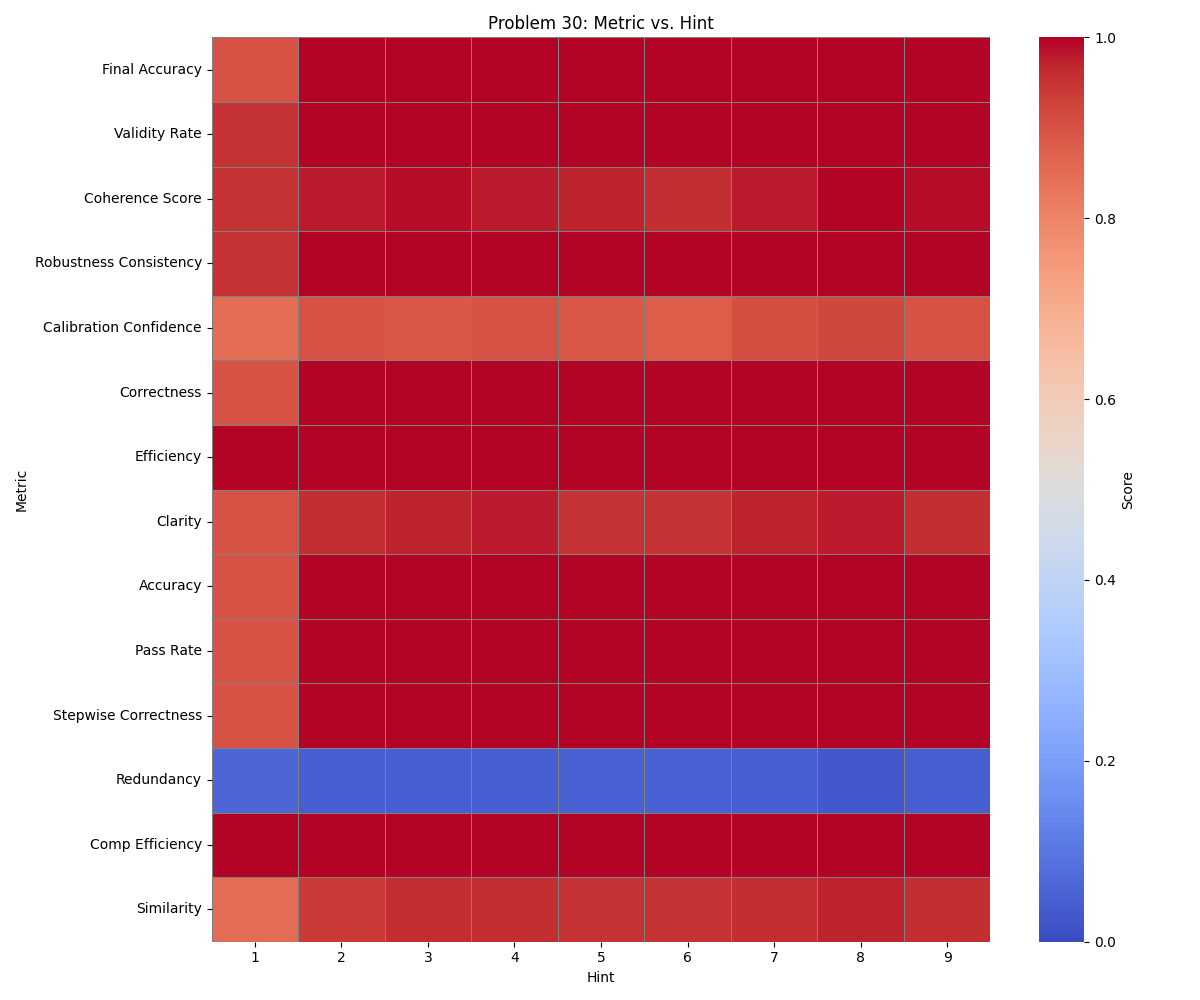 Problem 30: Metric vs. Hint
Final Accuracy
Validity Rate
Coherence Score
Robustness Consistency
Calibration Confidence
Correctness
Efficiency
Clarity
Accuracy
Pass Rate
Stepwise Correctness
Redundancy
Comp Efficiency
Similarity
Metric
1 2 3 4 5 6 7 8 9
Hint
1.0
0.8
0.6
0.4
0.2
0.0
Score